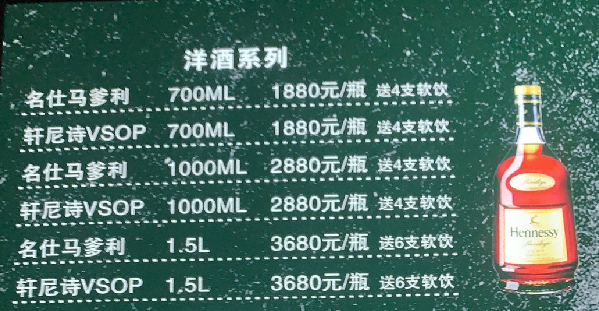 洋酒系列
名仕马爹利 700ML 1880元/瓶 送4支软饮
轩尼诗VSOP 700ML 1880元/瓶 送4支软饮
名仕马爹利 1000ML 2880元/瓶 送4支软饮
轩尼诗VSOP 1000ML 2880元/瓶 送4支软饮
名仕马爹利 1.5L 3680元/瓶 送6支软饮
轩尼诗VSOP 1.5L 3680元/瓶 送6支软饮
Hennessy